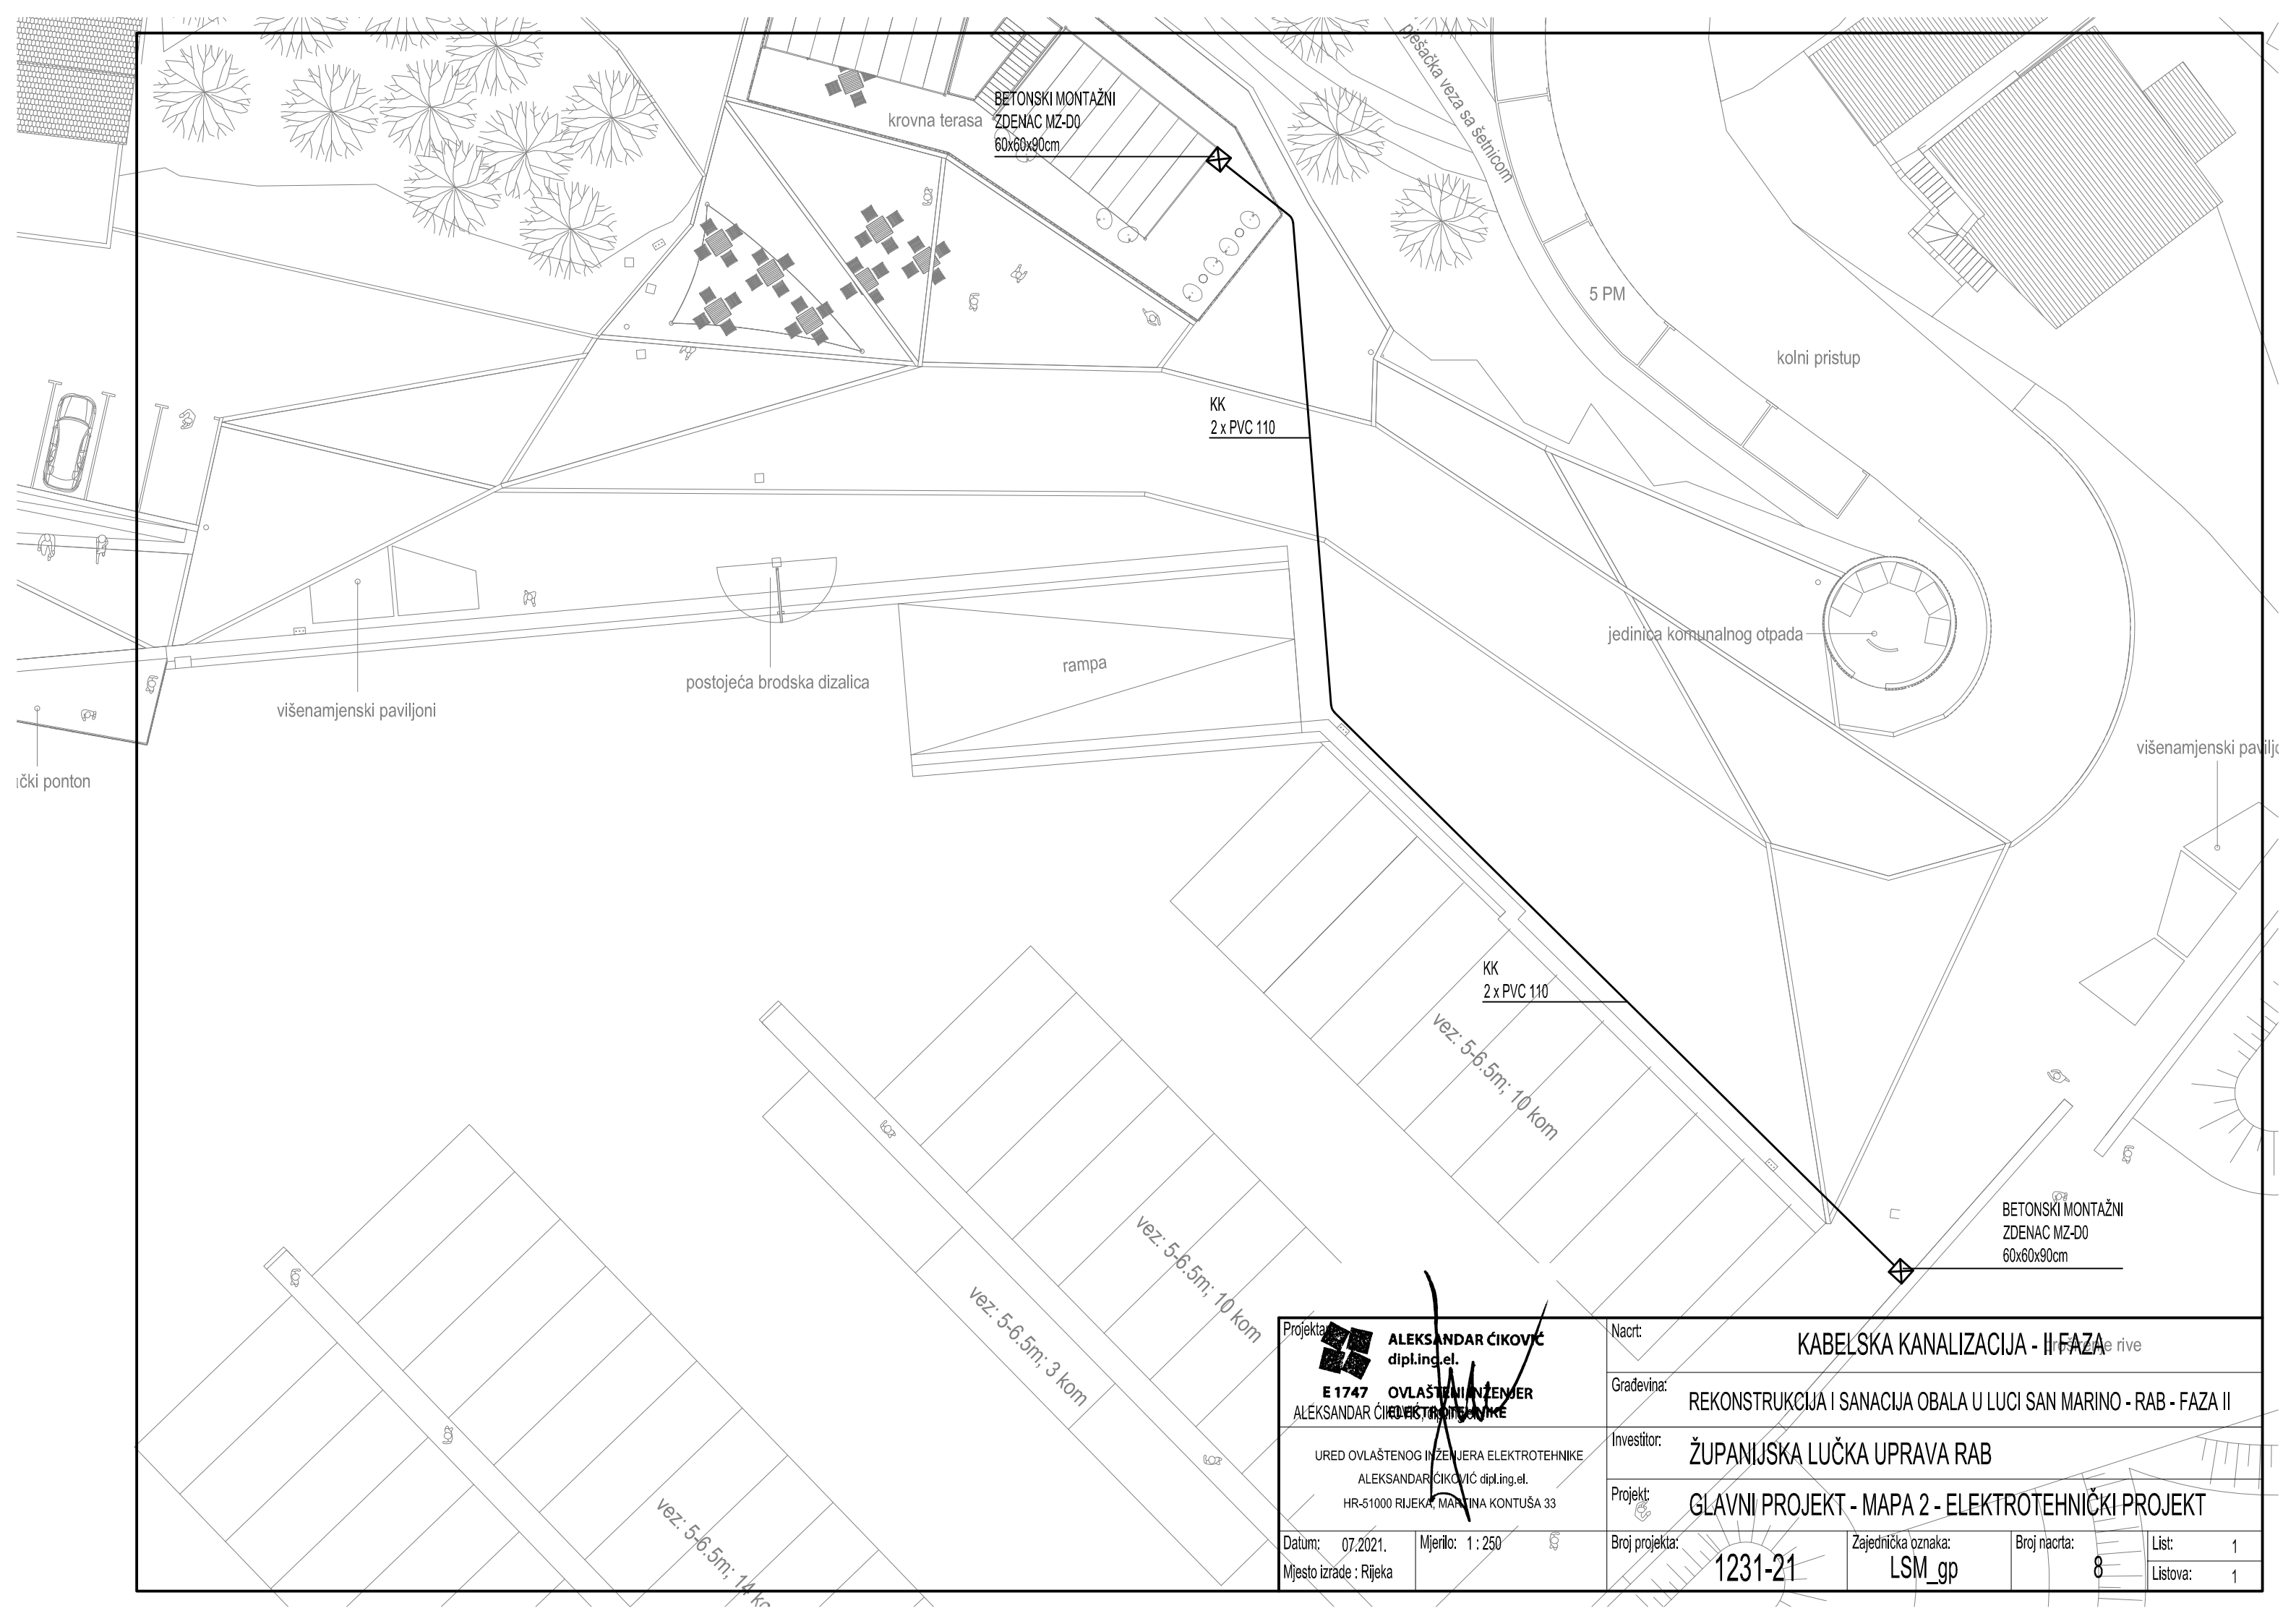 pješačka veza sa šetnicom
BETONSKI MONTAŽNI
ZDENAC MZ-D0
60x60x90cm
krovna terasa
5 PM
kolni pristup
KK
2 x PVC 110
jedinica komunalnog otpada
rampa
postojeća brodska dizalica
višenamjenski paviljoni
čki ponton
višenamjenski pavilj
KK
2 x PVC 110
vez: 5-6.5m; 10 kom
BETONSKI MONTAŽNI
ZDENAC MZ-D0
60x60x90cm
vez: 5-6.5m; 10 kom
vez: 5-6.5m; 3 kom
vez: 5-6.5m; 14
Projektant
ALEKSANDAR ĆIKOVIĆ
dipl.ing.el.
E 1747 OVLAŠTENI INŽENJER
ELEKTROTEHNIKE
ALEKSANDAR ĆIKOVIĆ, dipl.ing.el.
URED OVLAŠTENOG INŽENJERA ELEKTROTEHNIKE
ALEKSANDAR ĆIKOVIĆ dipl.ing.el.
HR-51000 RIJEKA, MARTINA KONTUŠA 33
Datum: 07.2021.
Mjerilo: 1 : 250
Mjesto izrade : Rijeka
Nacrt: KABELSKA KANALIZACIJA - II FAZA
rive
Građevina: REKONSTRUKCIJA I SANACIJA OBALA U LUCI SAN MARINO - RAB - FAZA II
Investitor: ŽUPANIJSKA LUČKA UPRAVA RAB
Projekt: GLAVNI PROJEKT - MAPA 2 - ELEKTROTEHNIČKI PROJEKT
Broj projekta: 1231-21
Zajednička oznaka: LSM_gp
Broj nacrta: 8
List: 1
Listova: 1